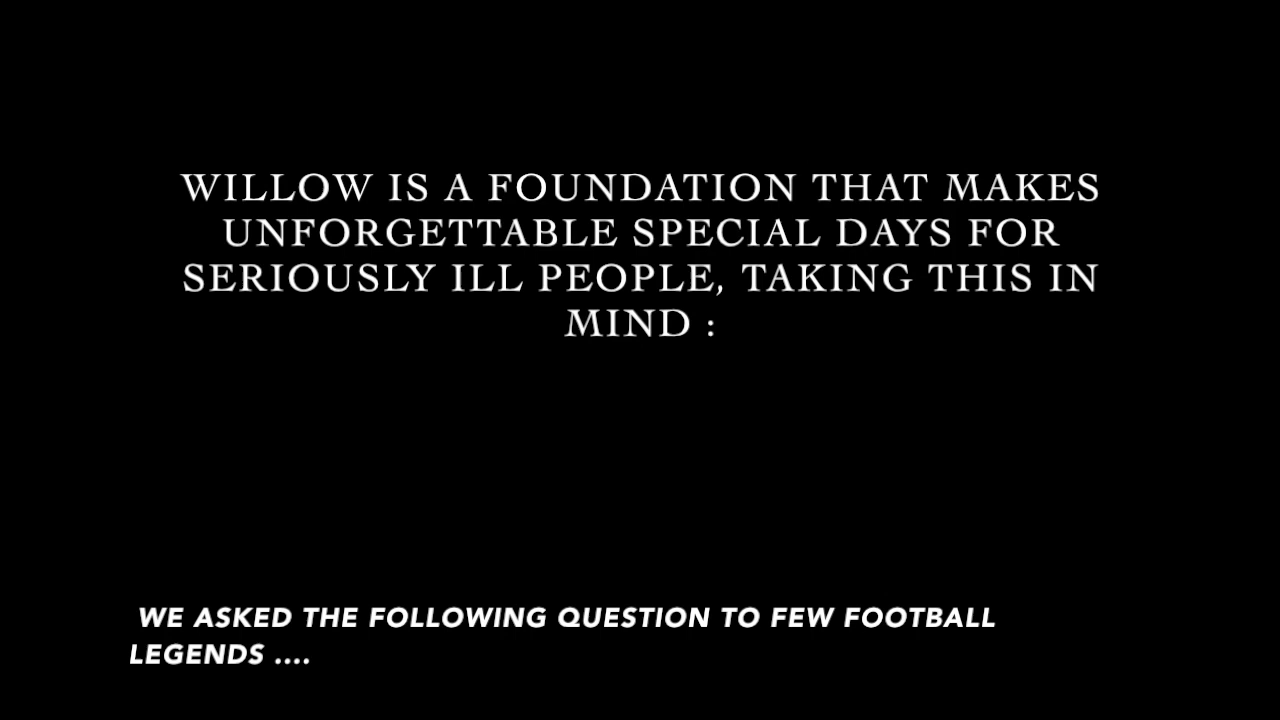 WILLOW IS A FOUNDATION THAT MAKES
UNFORGETTABLE SPECIAL DAYS FOR
SERIOUSLY ILL PEOPLE, TAKING THIS IN
MIND :
WE ASKED THE FOLLOWING QUESTION TO FEW FOOTBALL
LEGENDS ....